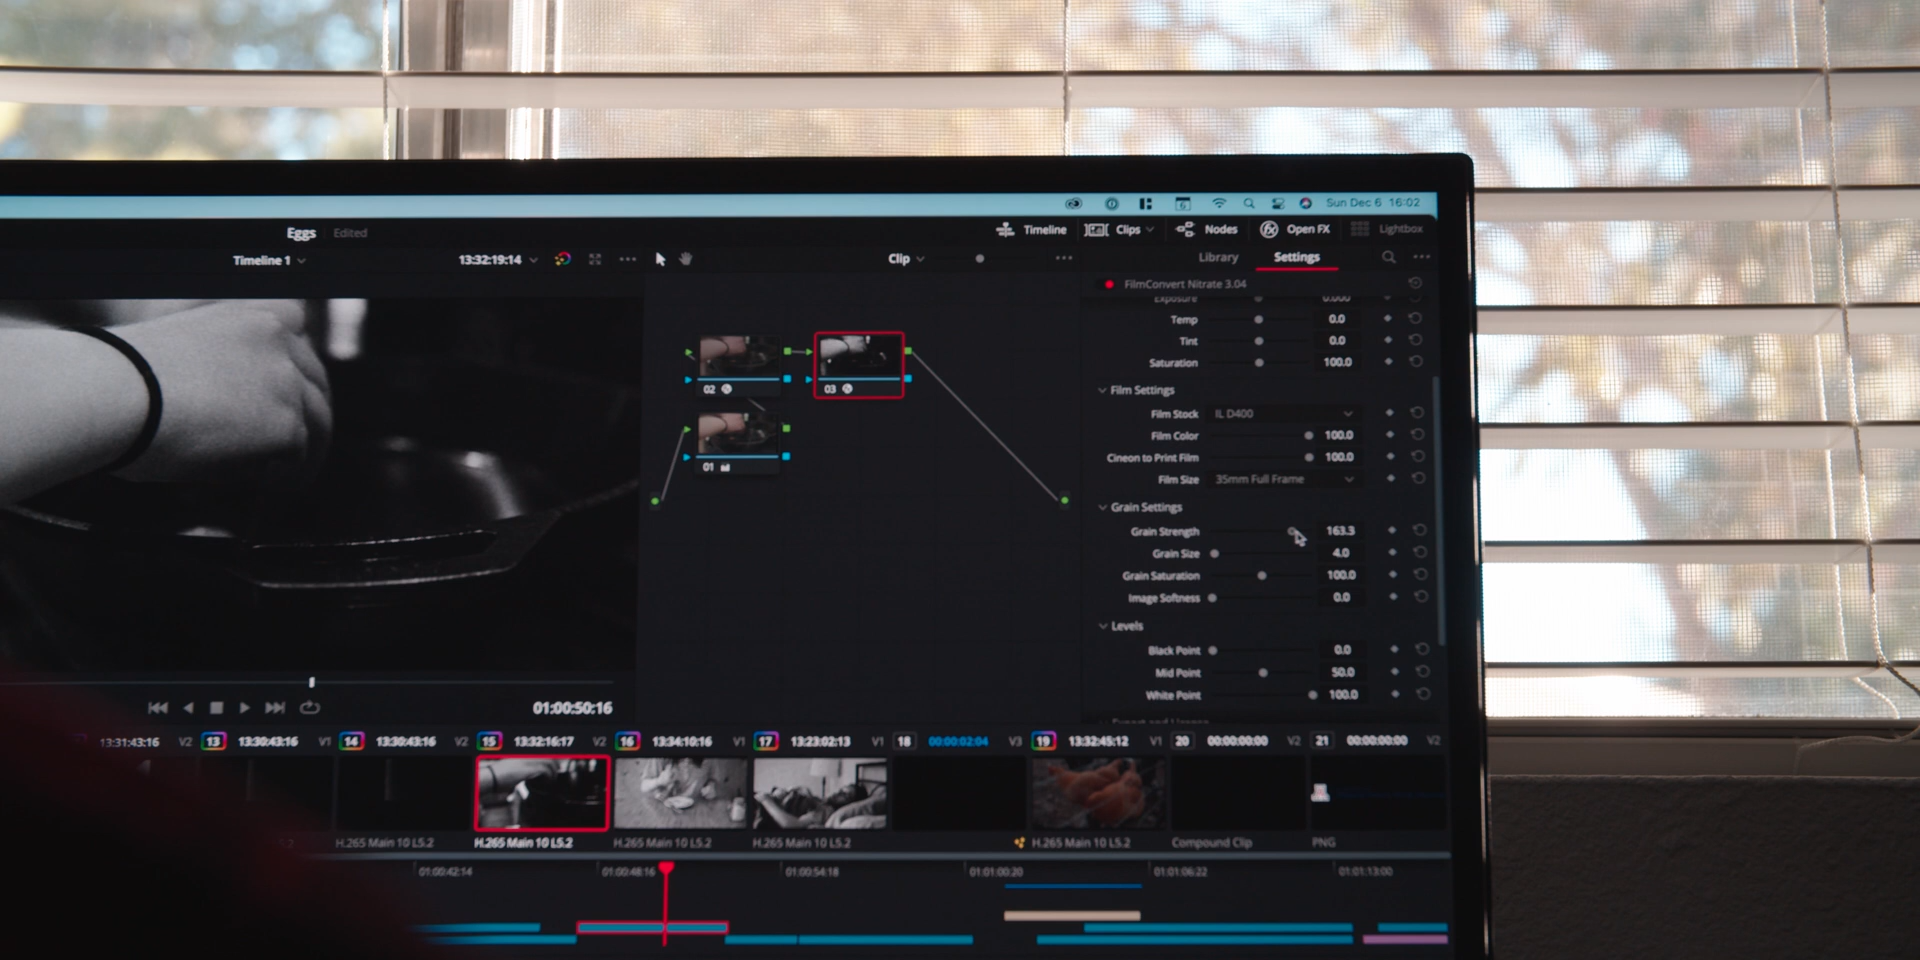 Sun Dec 6 16:02
Eggs Edited
Timeline Clips Nodes Open FX Lightbox
Timeline 1 13:32:19:14 Clip Library Settings
FilmConvert Nitrate 3.04
Exposure 0.000
Temp 0.0
Tint 0.0
Saturation 100.0
Film Settings
Film Stock IL D400
Film Color 100.0
Cineon to Print Film 100.0
Film Size 35mm Full Frame
Grain Settings
Grain Strength 163.3
Grain Size 4.0
Grain Saturation 100.0
Image Softness 0.0
Levels
Black Point 0.0
Mid Point 50.0
White Point 100.0
02
03
01
01:00:50:16
13:31:43:16 V2 13 13:30:43:16 V1 14 13:30:43:16 V2 15 13:32:16:17 V2 16 13:34:10:16 V1 17 13:23:02:13 V1 18 00:00:02:04 V3 19 13:32:45:12 V1 20 00:00:00:00 V2 21 00:00:00:00 V2
H.265 Main 10 L5.2 H.265 Main 10 L5.2 H.265 Main 10 L5.2 H.265 Main 10 L5.2 H.265 Main 10 L5.2 Compound Clip PNG
01:00:42:14 01:00:48:16 01:00:54:18 01:01:00:20 01:01:06:22 01:01:13:00